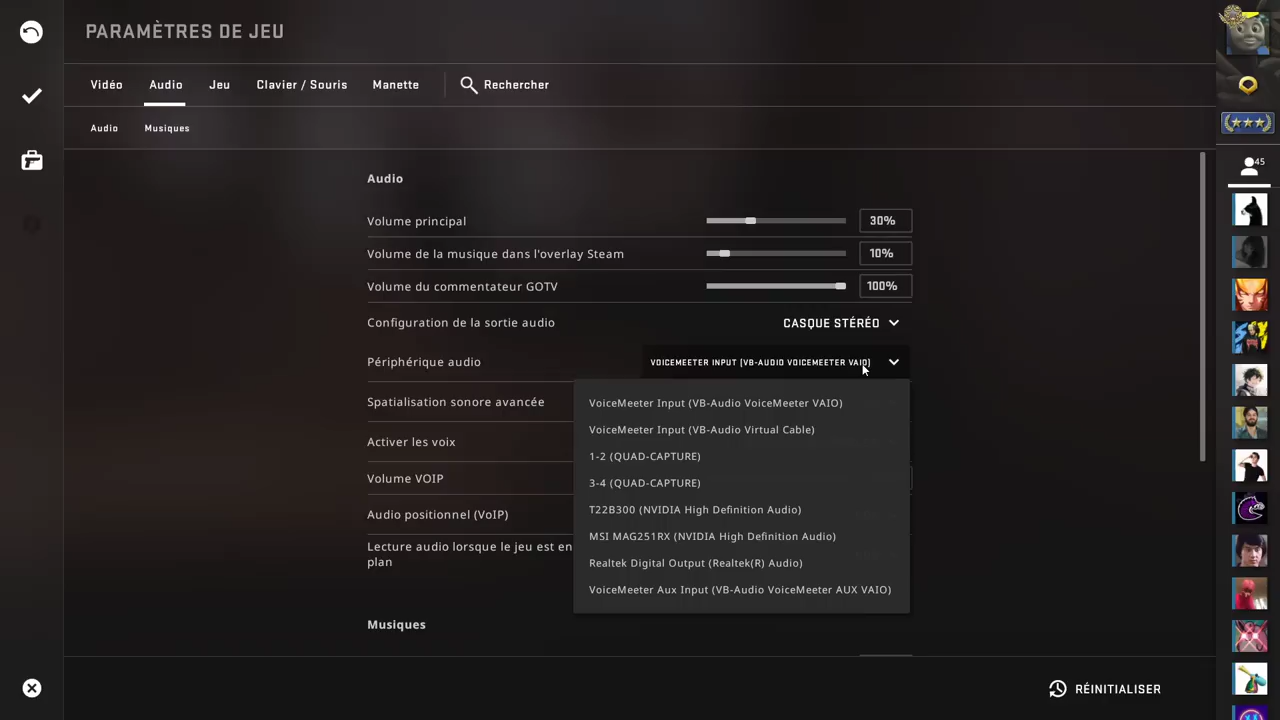 PARAMÈTRES DE JEU
Vidéo
Audio
Jeu
Clavier / Souris
Manette
Rechercher
Audio
Musiques
45
Audio
Volume principal
30%
Volume de la musique dans l'overlay Steam
10%
Volume du commentateur GOTV
100%
Configuration de la sortie audio
CASQUE STÉRÉO
Périphérique audio
VOICEMEETER INPUT (VB-AUDIO VOICEMEETER VAIO)
Spatialisation sonore avancée
Activer les voix
Volume VOIP
Audio positionnel (VoIP)
Lecture audio lorsque le jeu est en
plan
VoiceMeeter Input (VB-Audio VoiceMeeter VAIO)
VoiceMeeter Input (VB-Audio Virtual Cable)
1-2 (QUAD-CAPTURE)
3-4 (QUAD-CAPTURE)
T22B300 (NVIDIA High Definition Audio)
MSI MAG251RX (NVIDIA High Definition Audio)
Realtek Digital Output (Realtek(R) Audio)
VoiceMeeter Aux Input (VB-Audio VoiceMeeter AUX VAIO)
Musiques
RÉINITIALISER